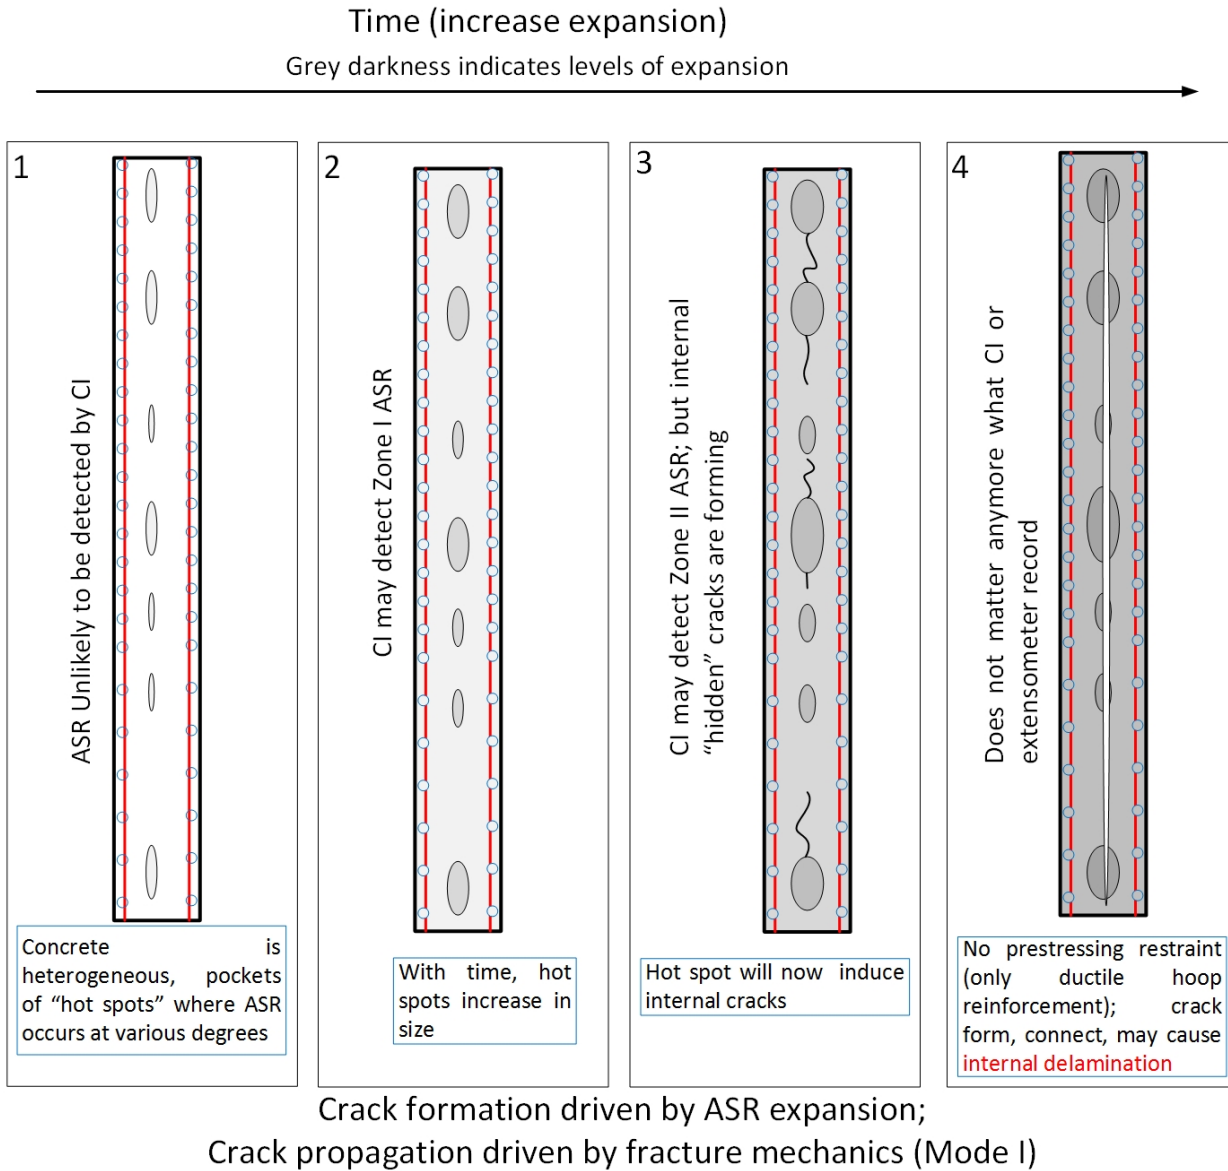 Time (increase expansion)
Grey darkness indicates levels of expansion
1
ASR Unlikely to be detected by CI
Concrete is
heterogeneous, pockets
of “hot spots” where ASR
occurs at various degrees
2
CI may detect Zone I ASR
With time, hot
spots increase in
size
3
CI may detect Zone II ASR; but internal
“hidden” cracks are forming
Hot spot will now induce
internal cracks
4
Does not matter anymore what CI or
extensometer record
No prestressing restraint
(only ductile hoop
reinforcement); crack
form, connect, may cause
internal delamination
Crack formation driven by ASR expansion;
Crack propagation driven by fracture mechanics (Mode I)